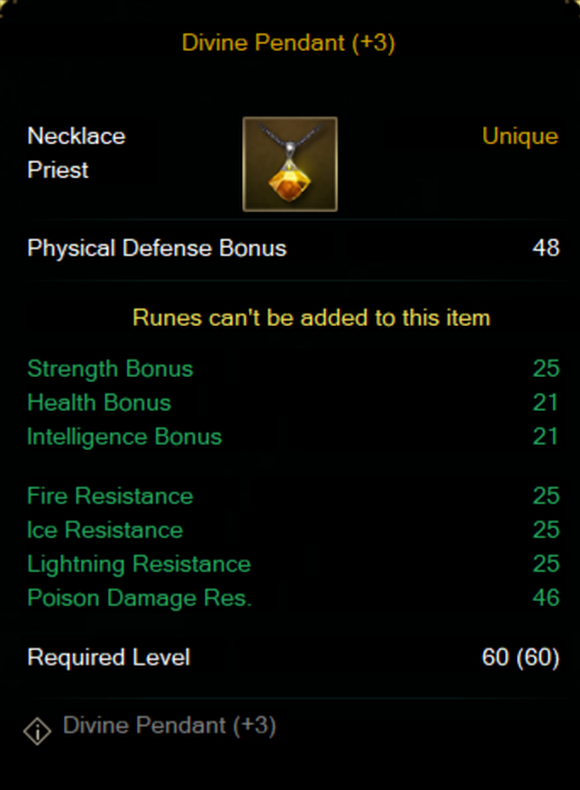 Divine Pendant (+3)
Necklace Unique
Priest
Physical Defense Bonus 48
Runes can't be added to this item
Strength Bonus 25
Health Bonus 21
Intelligence Bonus 21
Fire Resistance 25
Ice Resistance 25
Lightning Resistance 25
Poison Damage Res. 46
Required Level 60 (60)
Divine Pendant (+3)